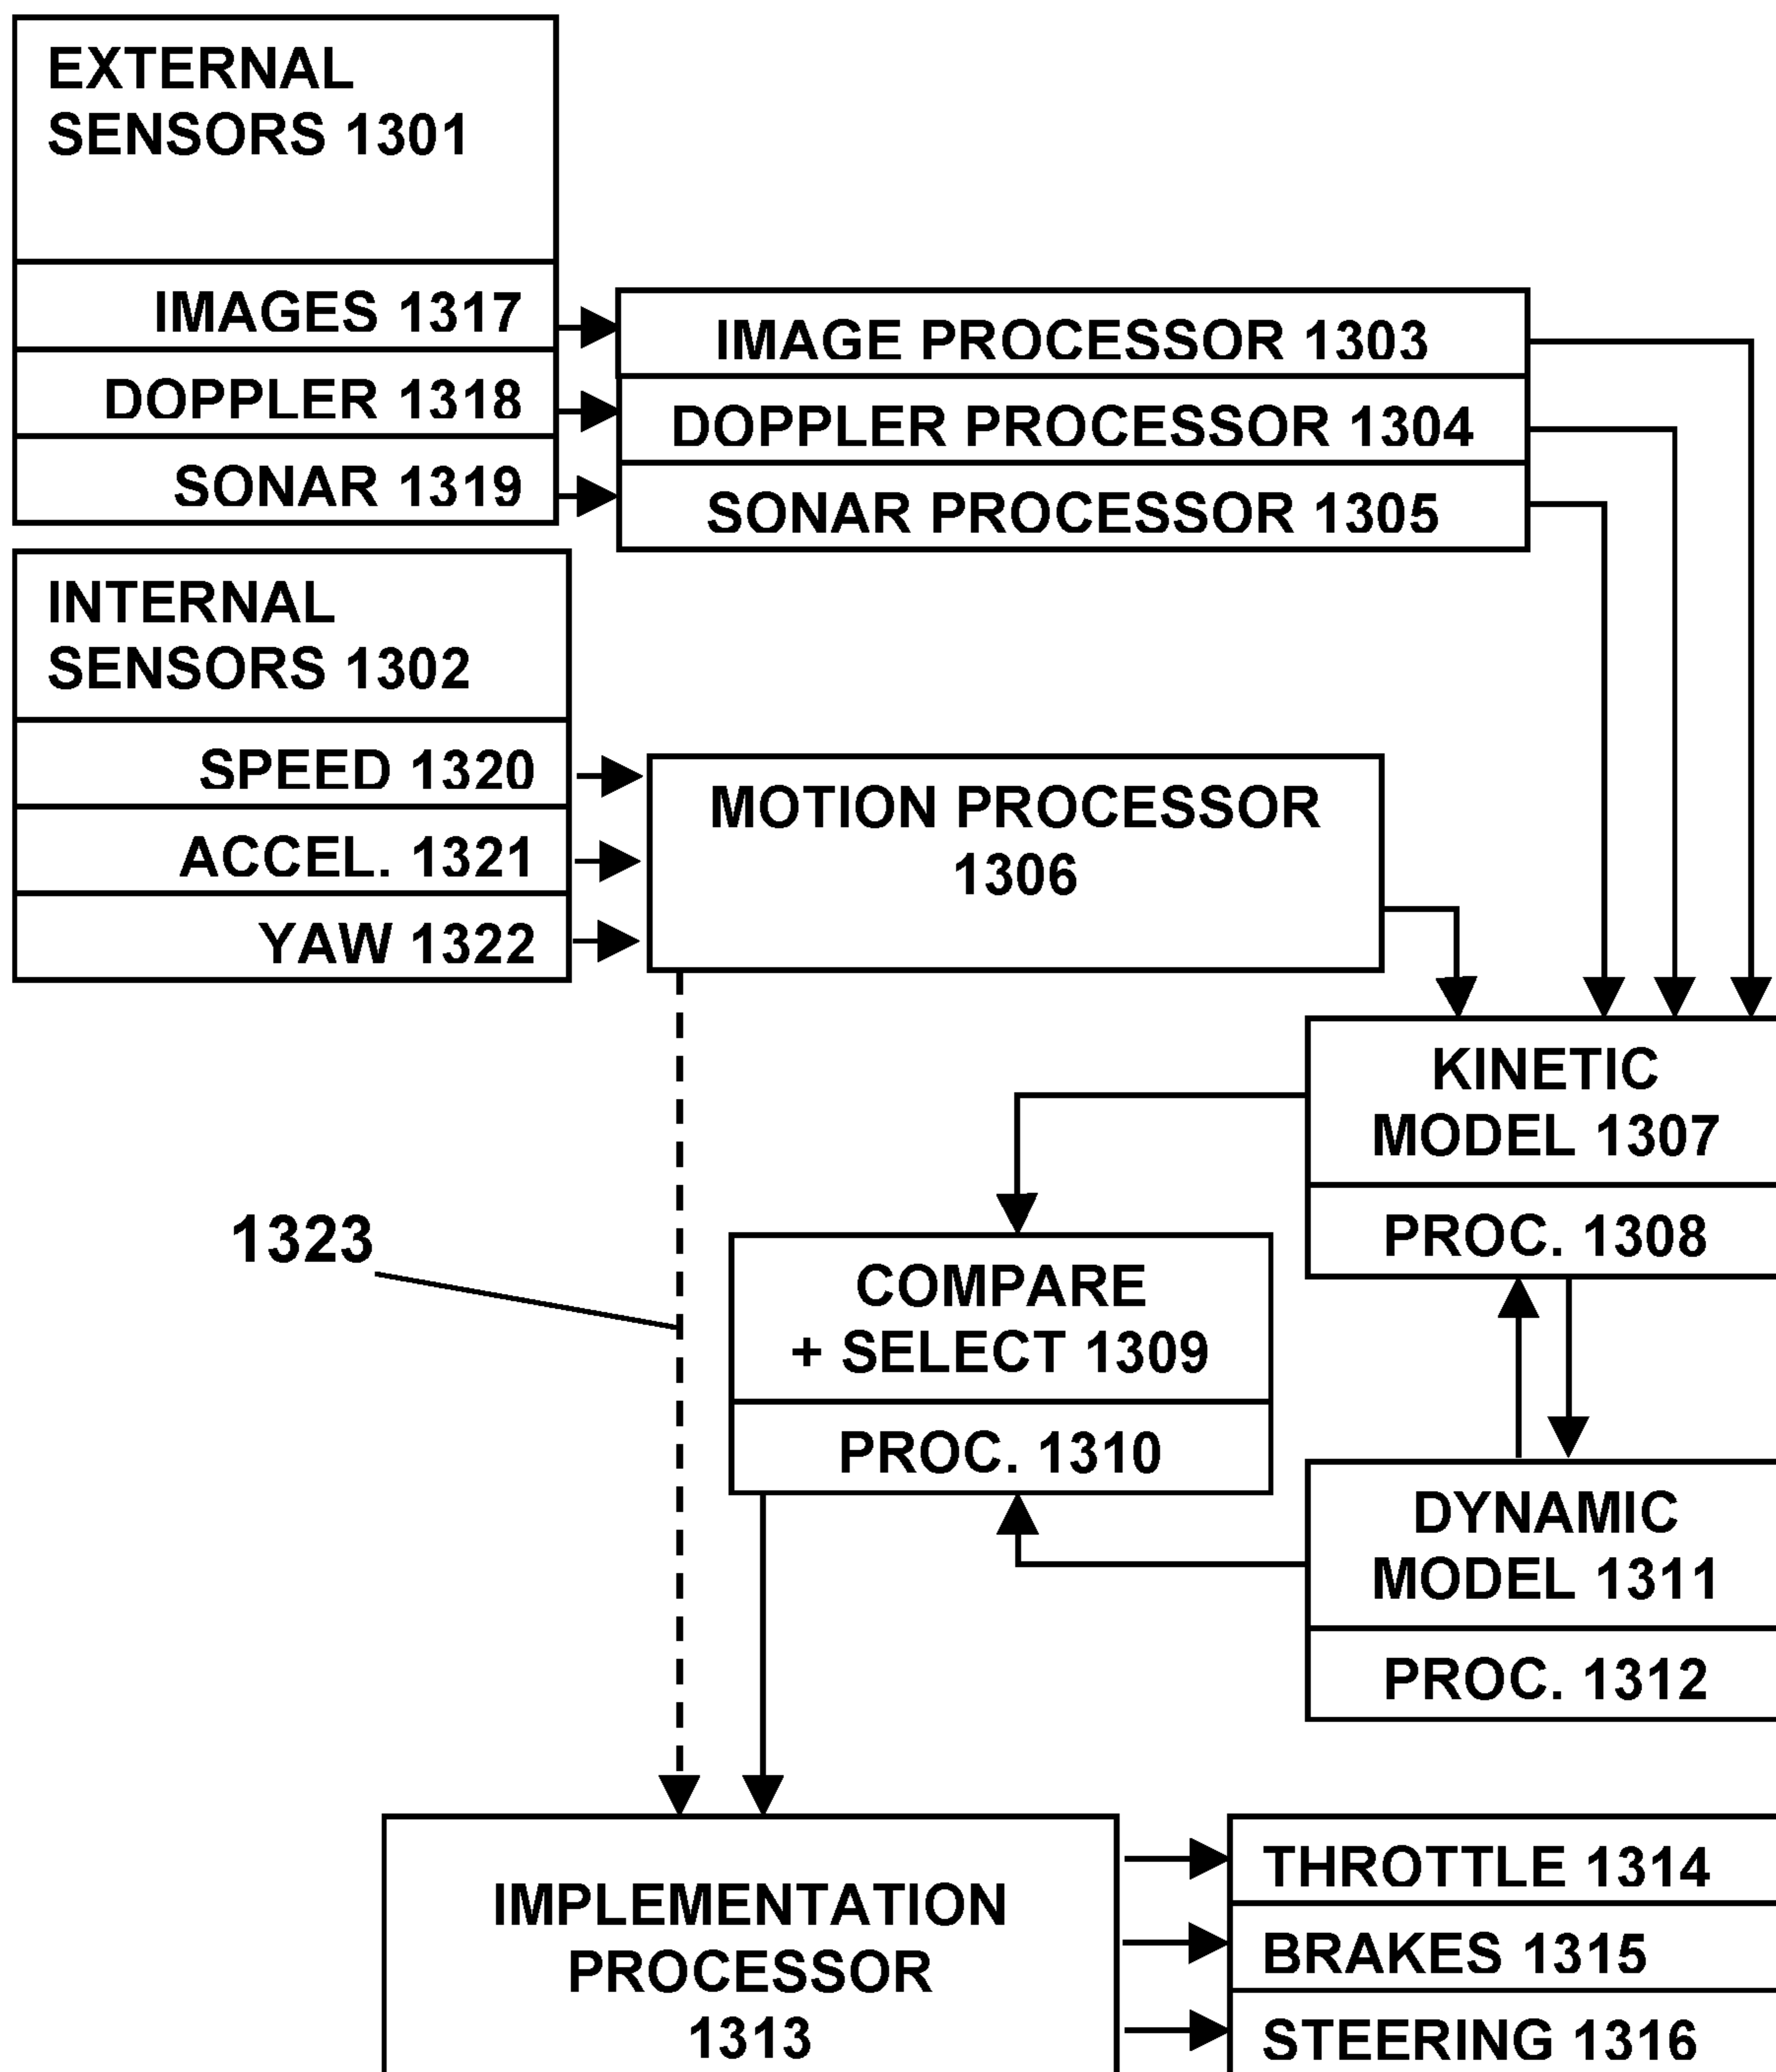 EXTERNAL
SENSORS 1301
IMAGES 1317
DOPPLER 1318
SONAR 1319
IMAGE PROCESSOR 1303
DOPPLER PROCESSOR 1304
SONAR PROCESSOR 1305
INTERNAL
SENSORS 1302
SPEED 1320
ACCEL. 1321
YAW 1322
MOTION PROCESSOR
1306
KINETIC
MODEL 1307
PROC. 1308
1323
COMPARE
+ SELECT 1309
PROC. 1310
DYNAMIC
MODEL 1311
PROC. 1312
IMPLEMENTATION
PROCESSOR
1313
THROTTLE 1314
BRAKES 1315
STEERING 1316